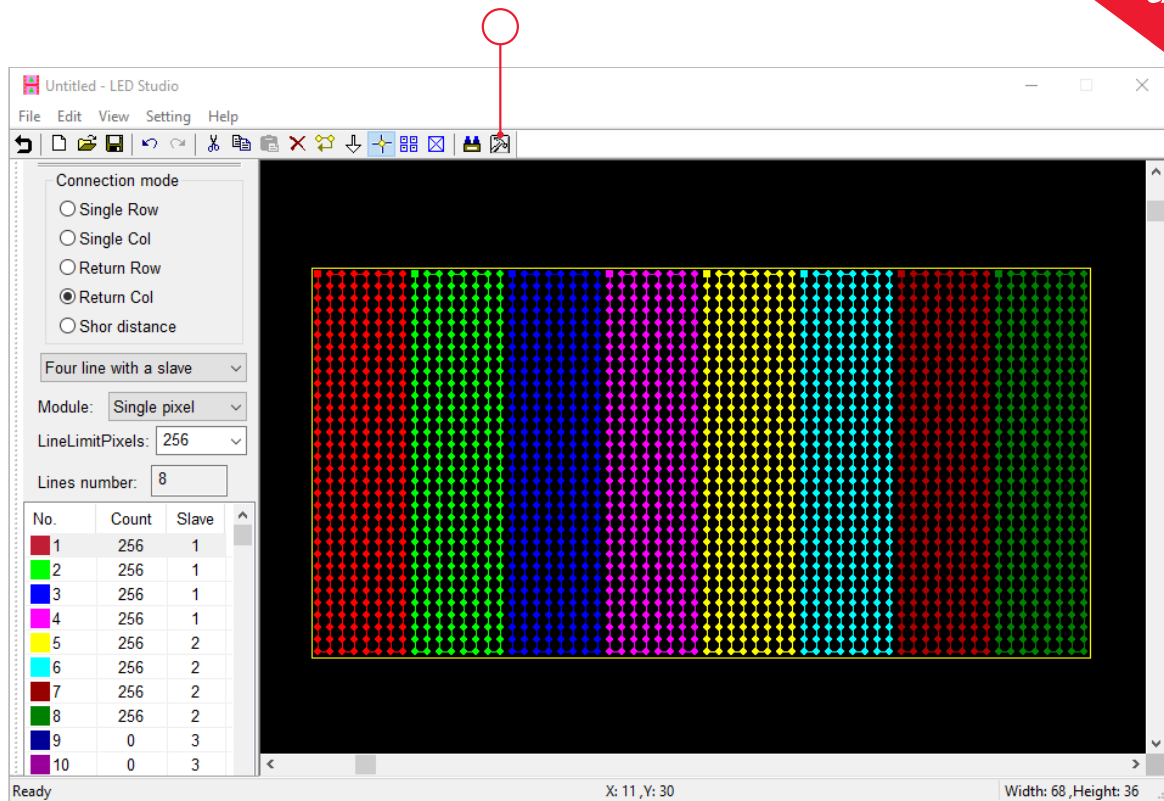 Untitled - LED Studio
File Edit View Setting Help
Connection mode
Single Row
Single Col
Return Row
Return Col
Shor distance
Four line with a slave
Module: Single pixel
LineLimitPixels: 256
Lines number: 8
No. Count Slave
1 256 1
2 256 1
3 256 1
4 256 1
5 256 2
6 256 2
7 256 2
8 256 2
9 0 3
10 0 3
Ready X: 11 ,Y: 30 Width: 68 ,Height: 36